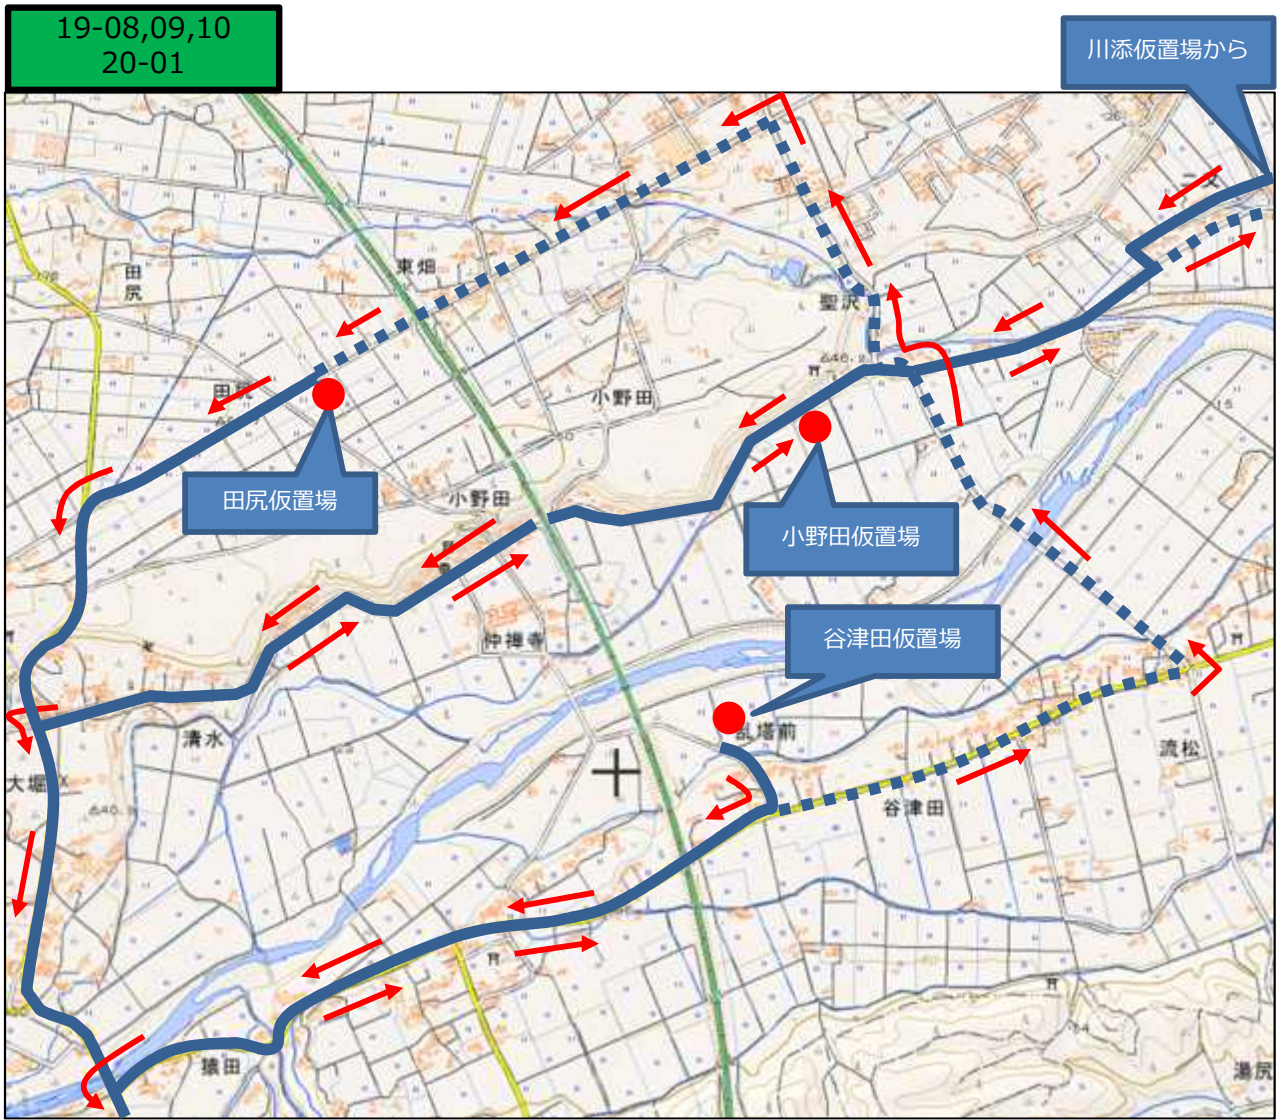 19-08,09,10
20-01
川添仮置場から
田尻
東畑
聖沢
小野田
田尻仮置場
小野田
小野田仮置場
谷津田仮置場
仲禅寺
乱塔前
清水
流松
大堀
谷津田
猿田
湯尻